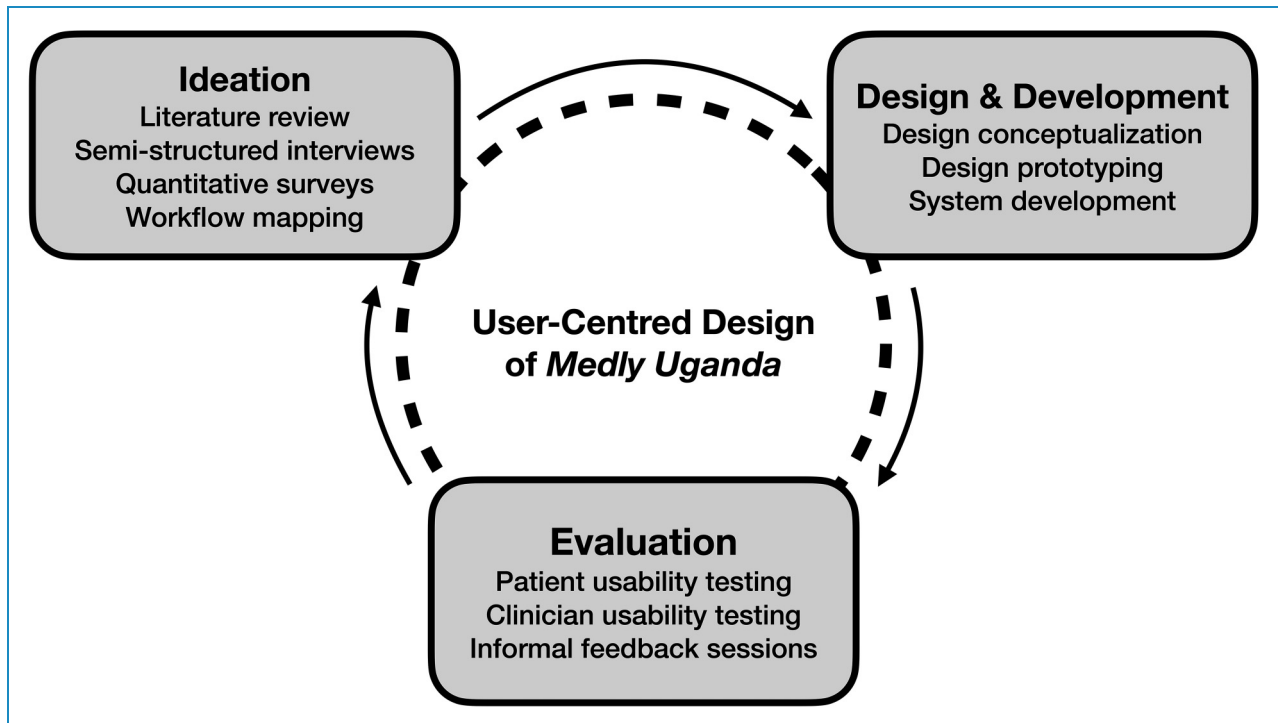 Ideation
Literature review
Semi-structured interviews
Quantitative surveys
Workflow mapping
Design & Development
Design conceptualization
Design prototyping
System development
User-Centred Design
of Medly Uganda
Evaluation
Patient usability testing
Clinician usability testing
Informal feedback sessions